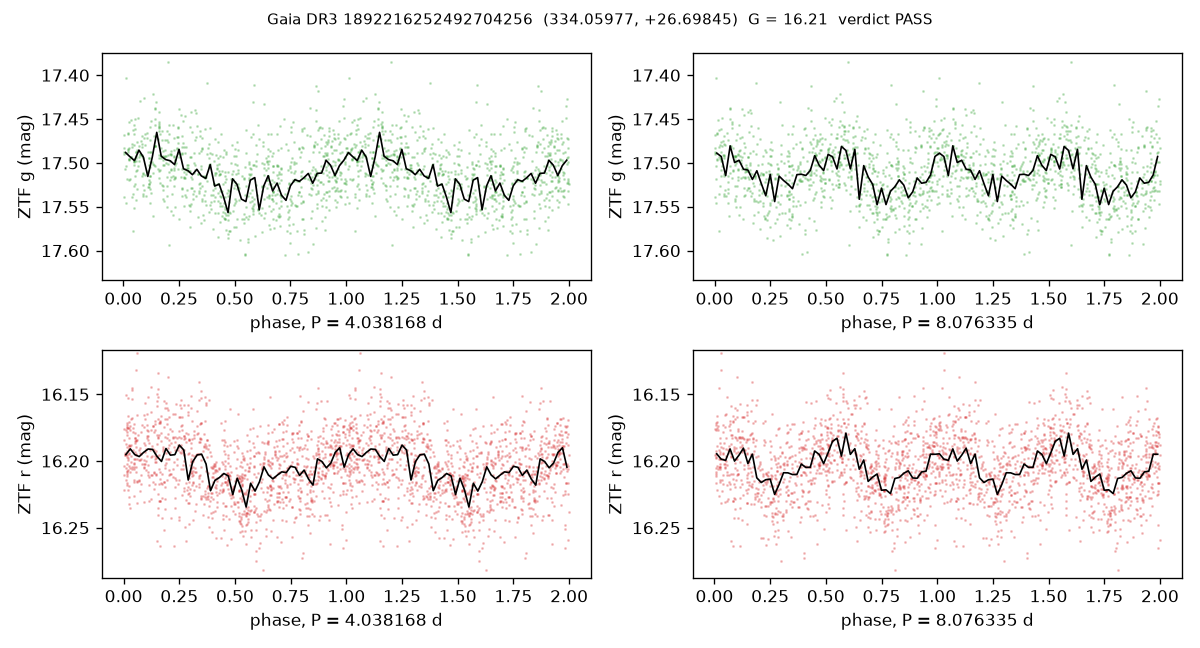 Gaia DR3 1892216252492704256 (334.05977, +26.69845) G = 16.21 verdict PASS
ZTF g (mag)
17.40
17.45
17.50
17.55
17.60
0.00 0.25 0.50 0.75 1.00 1.25 1.50 1.75 2.00
phase, P = 4.038168 d
ZTF g (mag)
17.40
17.45
17.50
17.55
17.60
0.00 0.25 0.50 0.75 1.00 1.25 1.50 1.75 2.00
phase, P = 8.076335 d
ZTF r (mag)
16.15
16.20
16.25
0.00 0.25 0.50 0.75 1.00 1.25 1.50 1.75 2.00
phase, P = 4.038168 d
ZTF r (mag)
16.15
16.20
16.25
0.00 0.25 0.50 0.75 1.00 1.25 1.50 1.75 2.00
phase, P = 8.076335 d